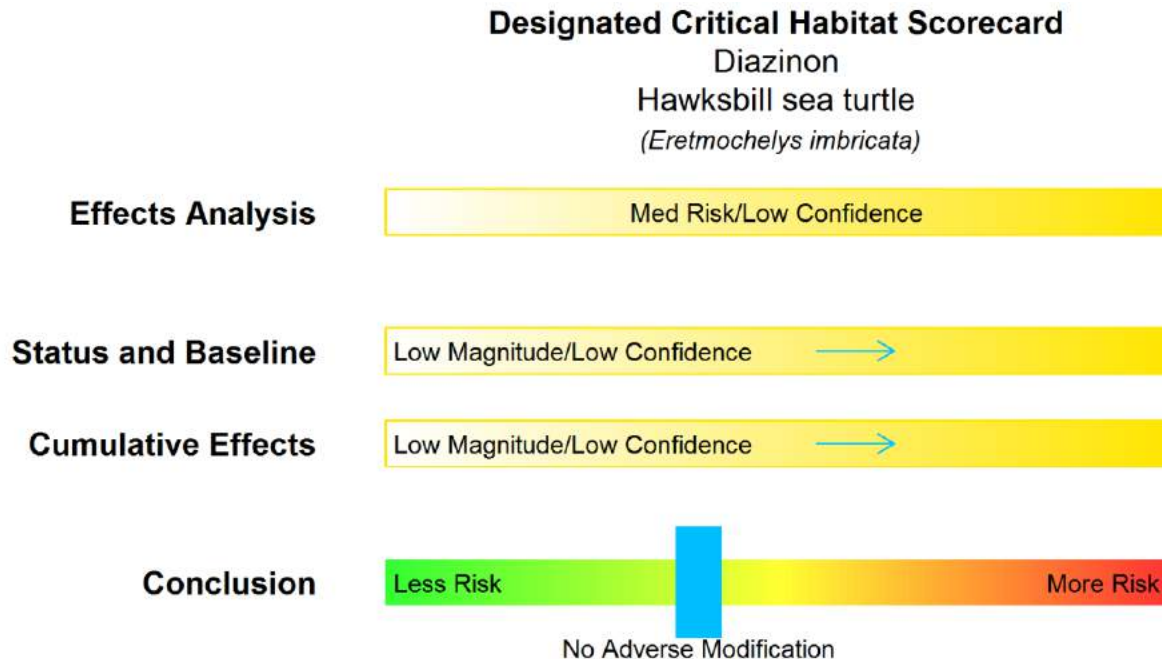 Designated Critical Habitat Scorecard
Diazinon
Hawksbill sea turtle
(Eretmochelys imbricata)
Effects Analysis
Med Risk/Low Confidence
Status and Baseline
Low Magnitude/Low Confidence
Cumulative Effects
Low Magnitude/Low Confidence
Conclusion
Less Risk
More Risk
No Adverse Modification